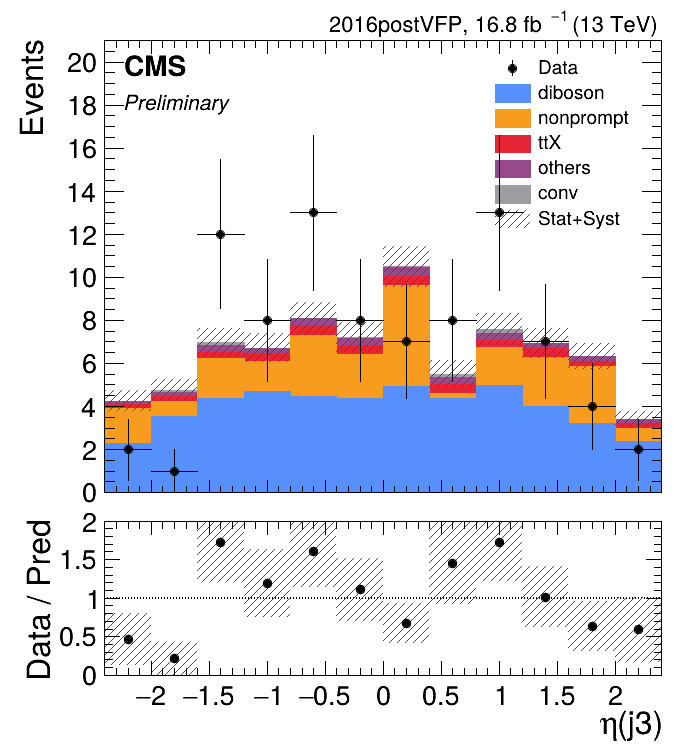 2016postVFP, 16.8 fb⁻¹ (13 TeV)
CMS
Preliminary
Events
20
18
16
14
12
10
8
6
4
2
0
Data
diboson
nonprompt
ttX
others
conv
Stat+Syst
Data / Pred
2
1.5
1
0.5
0
−2 −1.5 −1 −0.5 0 0.5 1 1.5 2
η(j3)